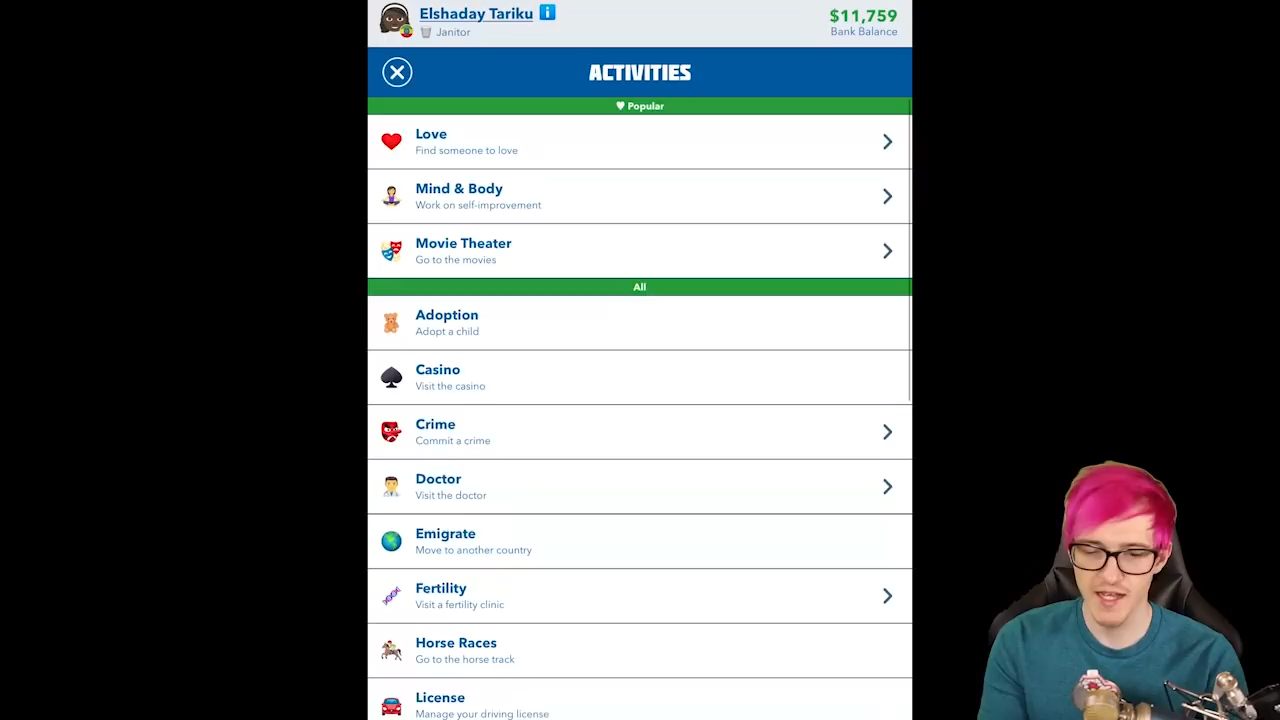 Elshaday Tariku
Janitor
$11,759
Bank Balance
ACTIVITIES
Popular
Love
Find someone to love
Mind & Body
Work on self-improvement
Movie Theater
Go to the movies
All
Adoption
Adopt a child
Casino
Visit the casino
Crime
Commit a crime
Doctor
Visit the doctor
Emigrate
Move to another country
Fertility
Visit a fertility clinic
Horse Races
Go to the horse track
License
Manage your driving license